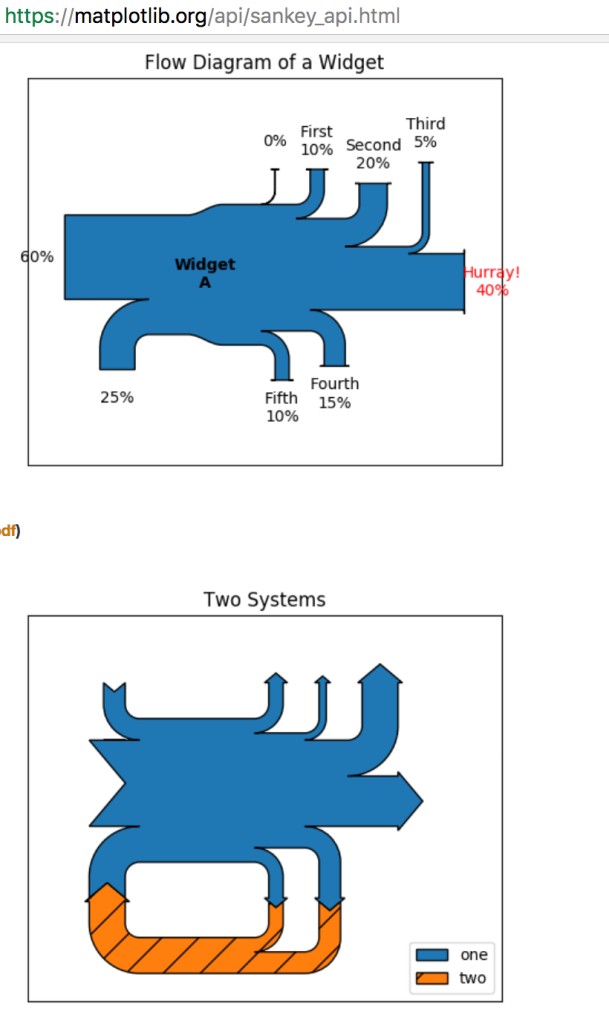 https://matplotlib.org/api/sankey_api.html
Flow Diagram of a Widget
Third
5%
First
10%
0%
Second
20%
60%
Widget
A
Hurray!
40%
25%
Fifth
10%
Fourth
15%
df)
Two Systems
one
two